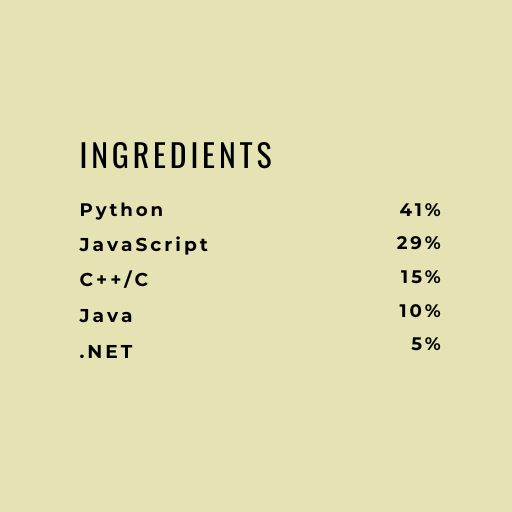 INGREDIENTS
Python 41%
JavaScript 29%
C++/C 15%
Java 10%
.NET 5%